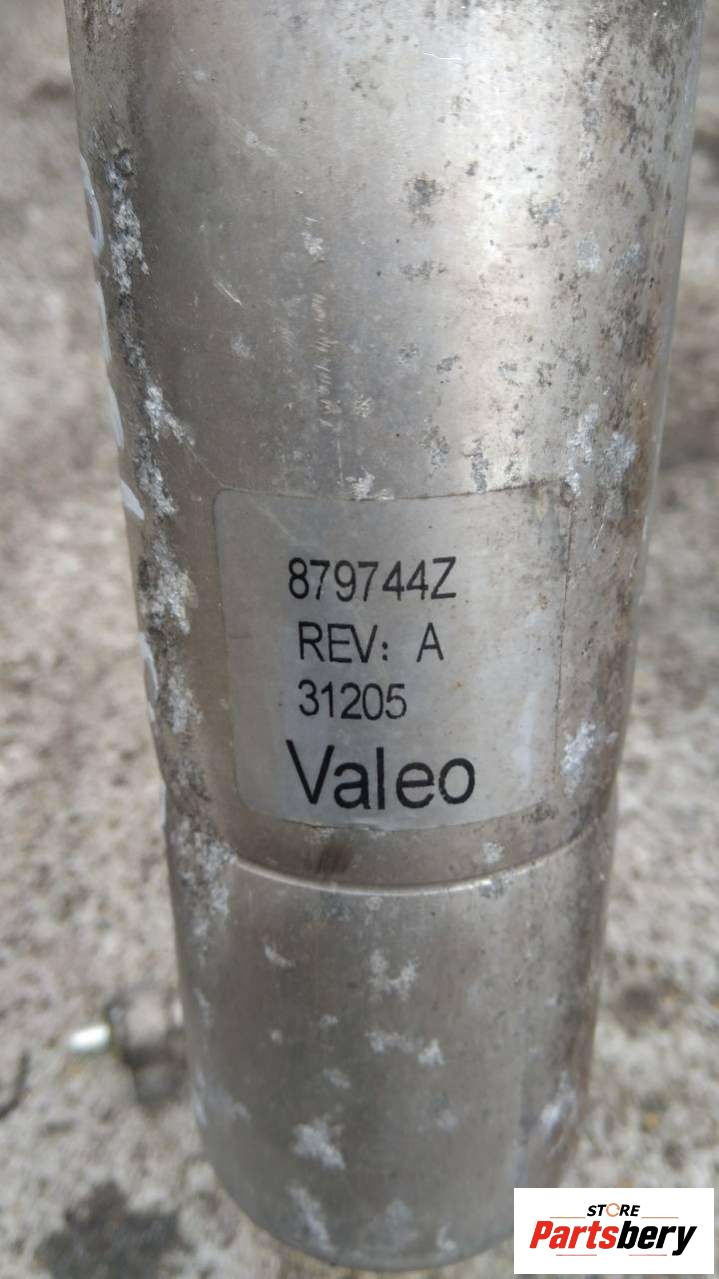 879744Z
REV: A
31205
Valeo
STORE
Partsbery